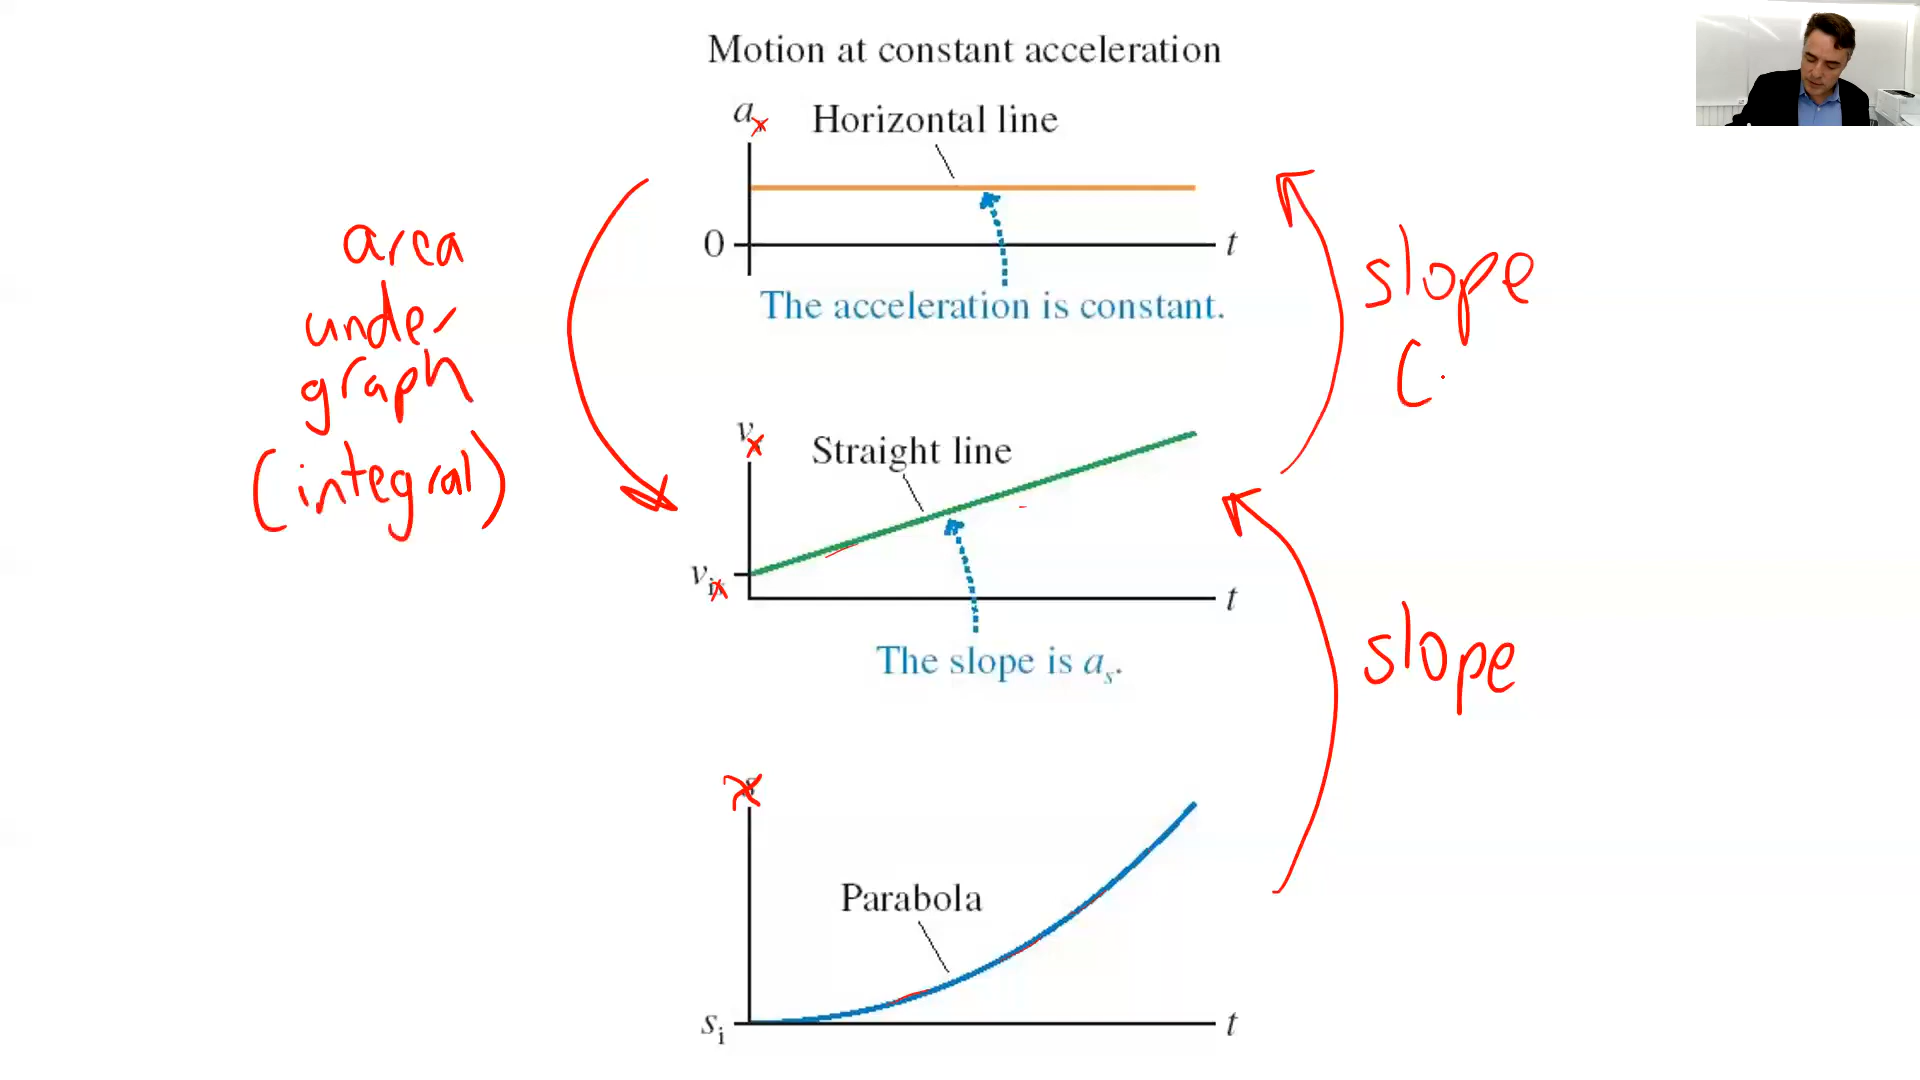 Motion at constant acceleration
aₓ
Horizontal line
0
t
The acceleration is constant.
area
under
graph
(integral)
slope
(
vₓ
Straight line
vᵢₓ
t
The slope is aₛ.
slope
x
Parabola
sᵢ
t